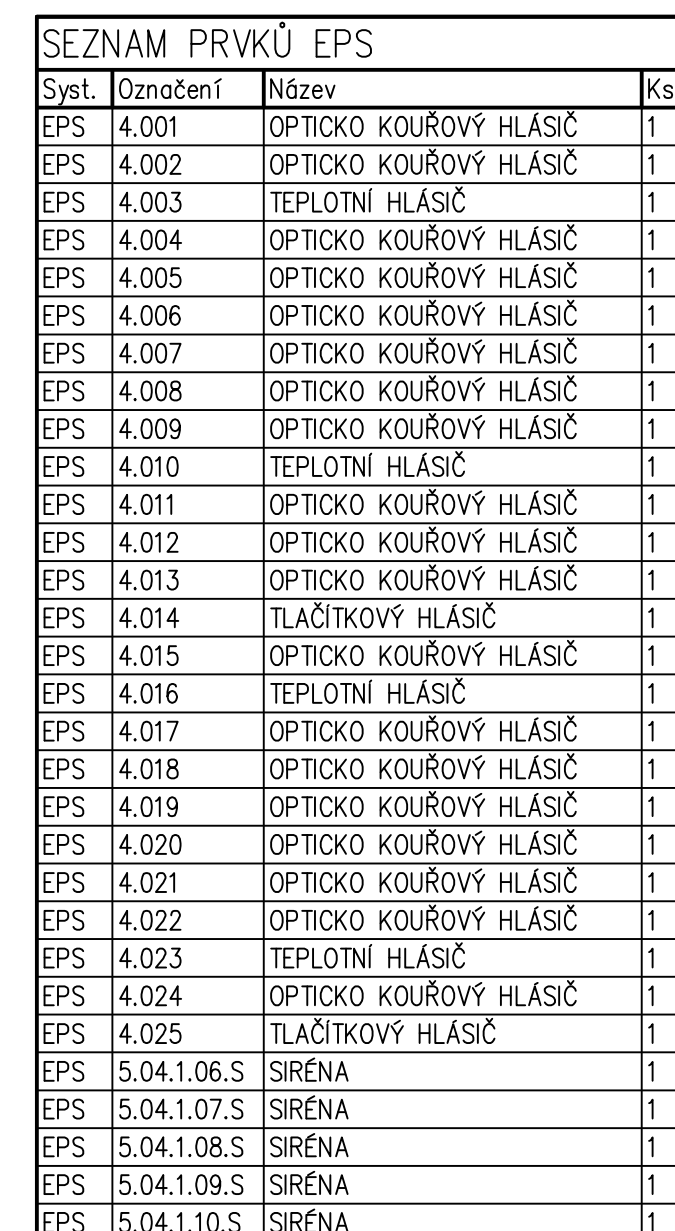 SEZNAM PRVKŮ EPS
Syst. Označení Název Ks
EPS 4.001 OPTICKO KOUŘOVÝ HLÁSIČ 1
EPS 4.002 OPTICKO KOUŘOVÝ HLÁSIČ 1
EPS 4.003 TEPLOTNÍ HLÁSIČ 1
EPS 4.004 OPTICKO KOUŘOVÝ HLÁSIČ 1
EPS 4.005 OPTICKO KOUŘOVÝ HLÁSIČ 1
EPS 4.006 OPTICKO KOUŘOVÝ HLÁSIČ 1
EPS 4.007 OPTICKO KOUŘOVÝ HLÁSIČ 1
EPS 4.008 OPTICKO KOUŘOVÝ HLÁSIČ 1
EPS 4.009 OPTICKO KOUŘOVÝ HLÁSIČ 1
EPS 4.010 TEPLOTNÍ HLÁSIČ 1
EPS 4.011 OPTICKO KOUŘOVÝ HLÁSIČ 1
EPS 4.012 OPTICKO KOUŘOVÝ HLÁSIČ 1
EPS 4.013 OPTICKO KOUŘOVÝ HLÁSIČ 1
EPS 4.014 TLAČÍTKOVÝ HLÁSIČ 1
EPS 4.015 OPTICKO KOUŘOVÝ HLÁSIČ 1
EPS 4.016 TEPLOTNÍ HLÁSIČ 1
EPS 4.017 OPTICKO KOUŘOVÝ HLÁSIČ 1
EPS 4.018 OPTICKO KOUŘOVÝ HLÁSIČ 1
EPS 4.019 OPTICKO KOUŘOVÝ HLÁSIČ 1
EPS 4.020 OPTICKO KOUŘOVÝ HLÁSIČ 1
EPS 4.021 OPTICKO KOUŘOVÝ HLÁSIČ 1
EPS 4.022 OPTICKO KOUŘOVÝ HLÁSIČ 1
EPS 4.023 TEPLOTNÍ HLÁSIČ 1
EPS 4.024 OPTICKO KOUŘOVÝ HLÁSIČ 1
EPS 4.025 TLAČÍTKOVÝ HLÁSIČ 1
EPS 5.04.1.06.S SIRÉNA 1
EPS 5.04.1.07.S SIRÉNA 1
EPS 5.04.1.08.S SIRÉNA 1
EPS 5.04.1.09.S SIRÉNA 1
EPS 5.04.1.10.S SIRÉNA 1